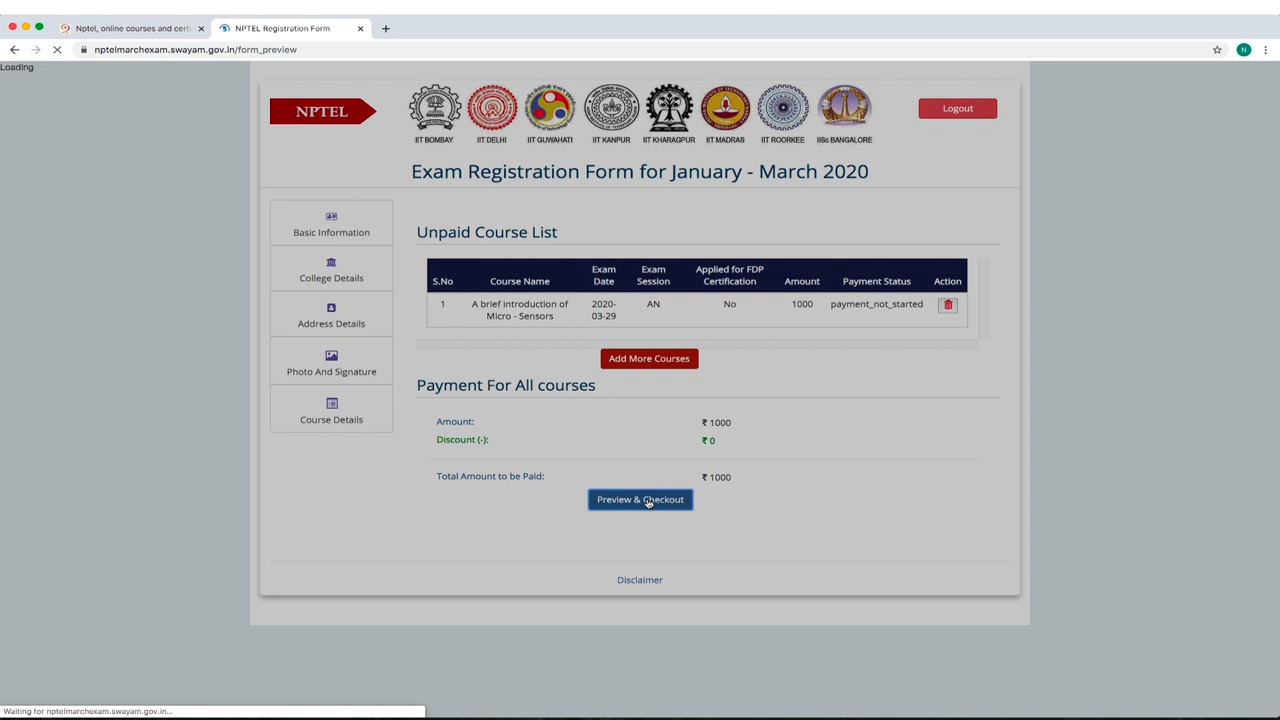 Nptel, online courses and cert
NPTEL Registration Form
nptelmarchexam.swayam.gov.in/form_preview
N
Loading
NPTEL
IIT BOMBAY
IIT DELHI
IIT GUWAHATI
IIT KANPUR
IIT KHARAGPUR
IIT MADRAS
IIT ROORKEE
IISc BANGALORE
Logout
Exam Registration Form for January - March 2020
Basic Information
College Details
Address Details
Photo And Signature
Course Details
Unpaid Course List
S.No Course Name Exam Date Exam Session Applied for FDP Certification Amount Payment Status Action
1 A brief introduction of Micro - Sensors 2020-03-29 AN No 1000 payment_not_started
Add More Courses
Payment For All courses
Amount: ₹ 1000
Discount (-): ₹ 0
Total Amount to be Paid: ₹ 1000
Preview & Checkout
Disclaimer
Waiting for nptelmarchexam.swayam.gov.in...